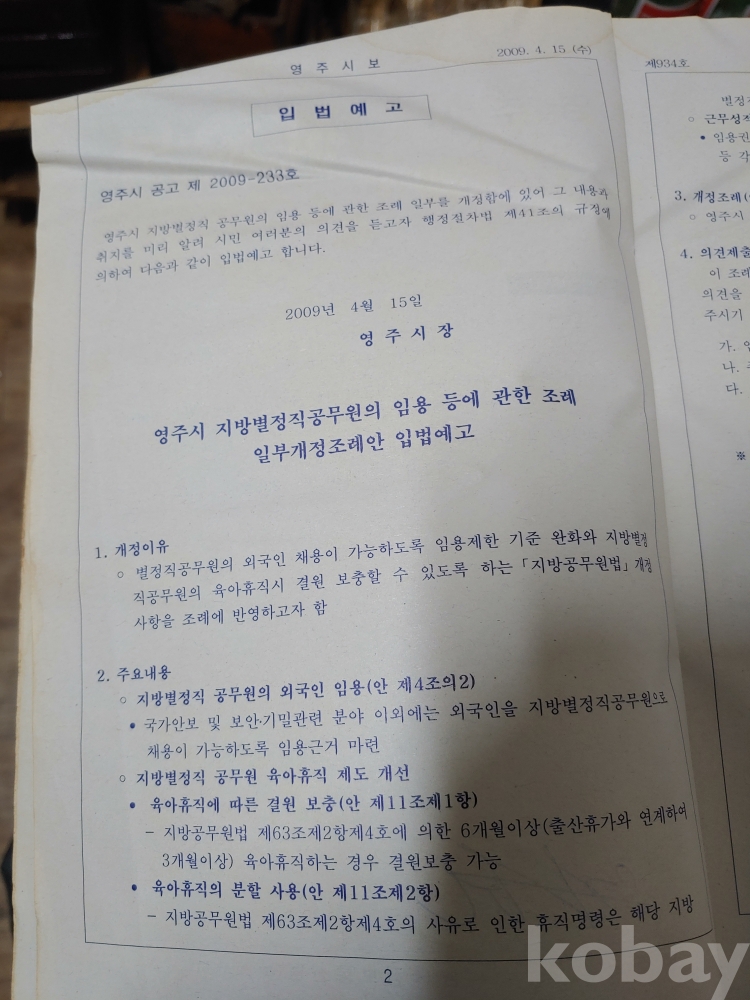 영 주 시 보
2009. 4. 15 (수)
입 법 예 고
영주시 공고 제 2009-233호
영주시 지방별정직 공무원의 임용 등에 관한 조례 일부를 개정함에 있어 그 내용과
취지를 미리 알려 시민 여러분의 의견을 듣고자 행정절차법 제41조의 규정에
의하여 다음과 같이 입법예고 합니다.
2009년 4월 15일
영 주 시 장
영주시 지방별정직공무원의 임용 등에 관한 조례
일부개정조례안 입법예고
1. 개정이유
○ 별정직공무원의 외국인 채용이 가능하도록 임용제한 기준 완화와 지방별정
직공무원의 육아휴직시 결원 보충할 수 있도록 하는「지방공무원법」개정
사항을 조례에 반영하고자 함
2. 주요내용
○ 지방별정직 공무원의 외국인 임용(안 제4조의2)
• 국가안보 및 보안·기밀관련 분야 이외에는 외국인을 지방별정직공무원으로
채용이 가능하도록 임용근거 마련
○ 지방별정직 공무원 육아휴직 제도 개선
• 육아휴직에 따른 결원 보충(안 제11조제1항)
- 지방공무원법 제63조제2항제4호에 의한 6개월이상(출산휴가와 연계하여
3개월이상) 육아휴직하는 경우 결원보충 가능
• 육아휴직의 분할 사용(안 제11조제2항)
- 지방공무원법 제63조제2항제4호의 사유로 인한 휴직명령은 해당 지방
2
제934호
별정
○ 근무성적
• 임용권
등 각
3. 개정조례(
○ 영주시
4. 의견제출
이 조례
의견을
주시기
가.
나.
다.
※
kobay